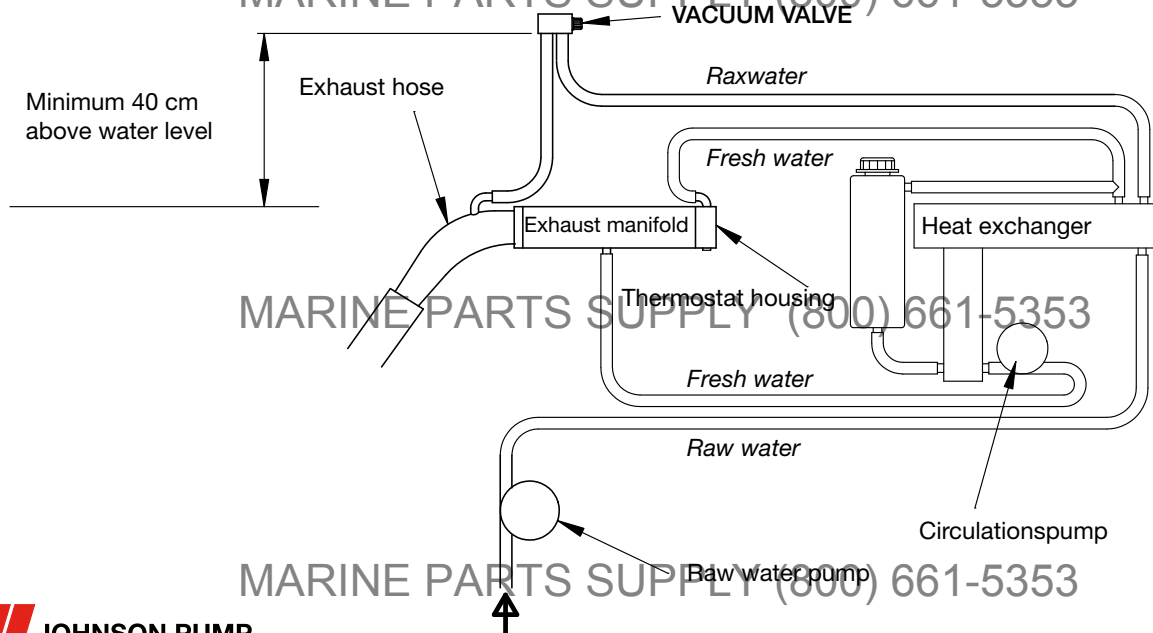 MARINE PARTS SUPPLY (800) 661-5353
VACUUM VALVE
Raxwater
Exhaust hose
Minimum 40 cm
above water level
Fresh water
Exhaust manifold
Heat exchanger
Thermostat housing
MARINE PARTS SUPPLY (800) 661-5353
Fresh water
Raw water
Circulationspump
Raw water pump
MARINE PARTS SUPPLY (800) 661-5353
JOHNSON PUMP